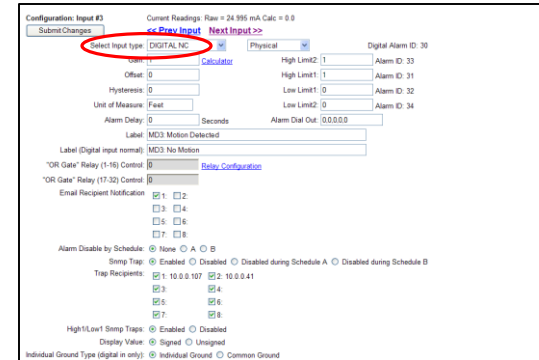 Configuration: Input #3 Current Readings: Raw = 24.995 mA Calc = 0.0
Submit Changes << Prev Input Next Input >>
Select Input type: DIGITAL NC Physical Digital Alarm ID: 30
Gain: 1 Calculator High Limit2: 1 Alarm ID: 33
Offset: 0 High Limit1: 1 Alarm ID: 31
Hysteresis: 0 Low Limit1: 0 Alarm ID: 32
Unit of Measure: Feet Low Limit2: 0 Alarm ID: 34
Alarm Delay: 0 Seconds Alarm Dial Out: 0,0,0,0,0
Label: MD3: Motion Detected
Label (Digital input normal): MD3: No Motion
"OR Gate" Relay (1-16) Control: 0 Relay Configuration
"OR Gate" Relay (17-32) Control: 0
Email Recipient Notification 1: 2:
3: 4:
5: 6:
7: 8:
Alarm Disable by Schedule: None A B
Snmp Trap: Enabled Disabled Disabled during Schedule A Disabled during Schedule B
Trap Recipients: 1: 10.0.0.107 2: 10.0.0.41
3: 4:
5: 6:
7: 8:
High1/Low1 Snmp Traps: Enabled Disabled
Display Value: Signed Unsigned
Individual Ground Type (digital in only): Individual Ground Common Ground